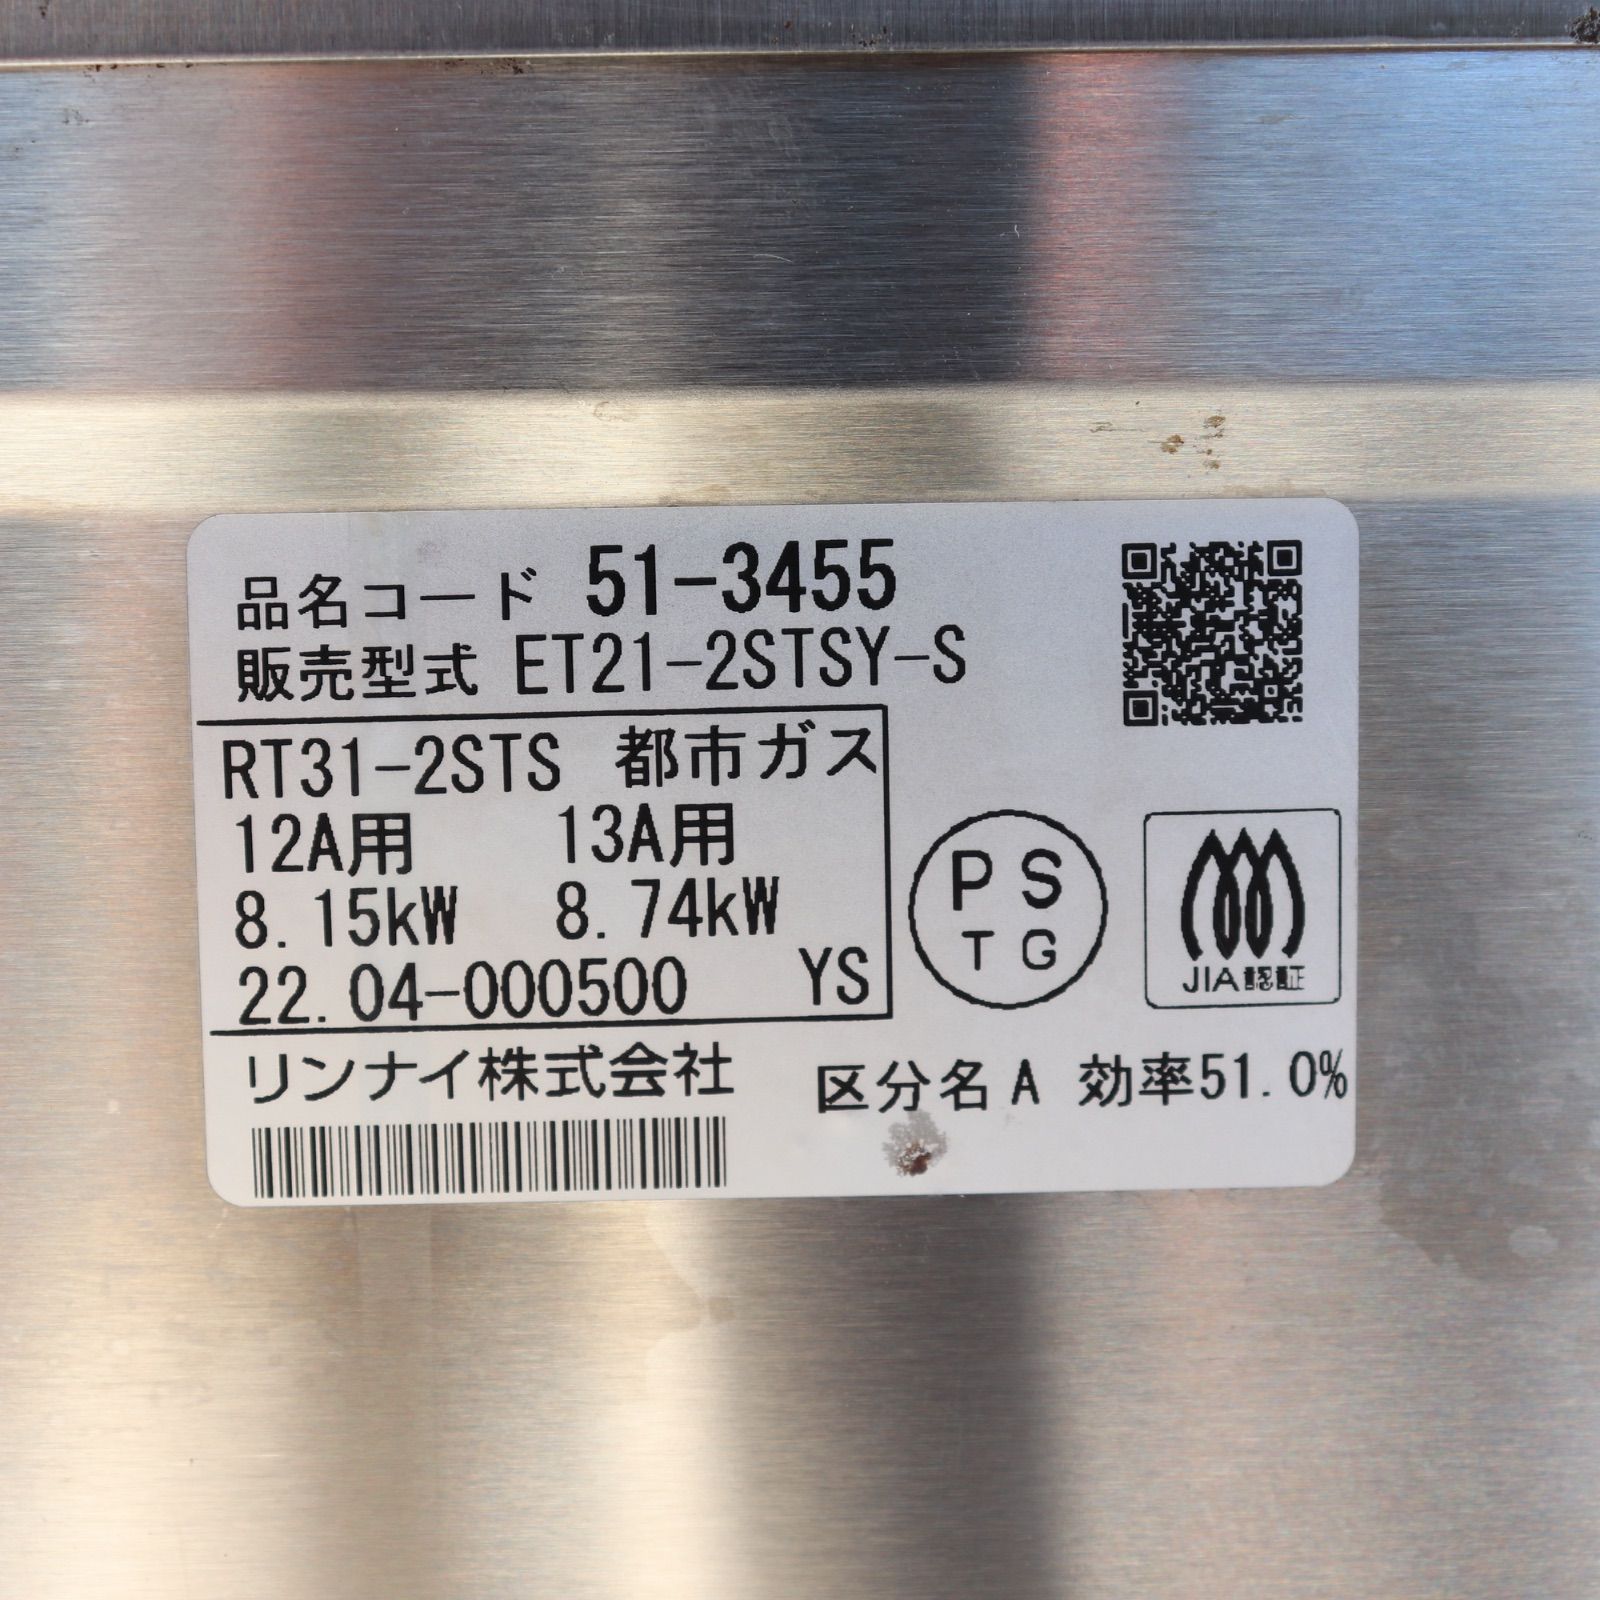 品名コード 51-3455
販売型式 ET21-2STSY-S
RT31-2STS 都市ガス
12A用 13A用
8.15kW 8.74kW
22.04-000500 YS
PS
TG
JIA認証
リンナイ株式会社
区分名A 効率51.0%